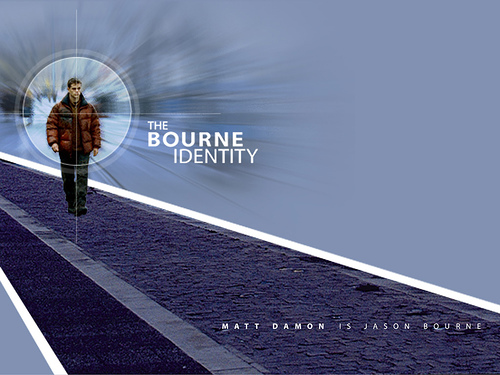 THE
BOURNE
IDENTITY
MATT DAMON IS JASON BOURNE